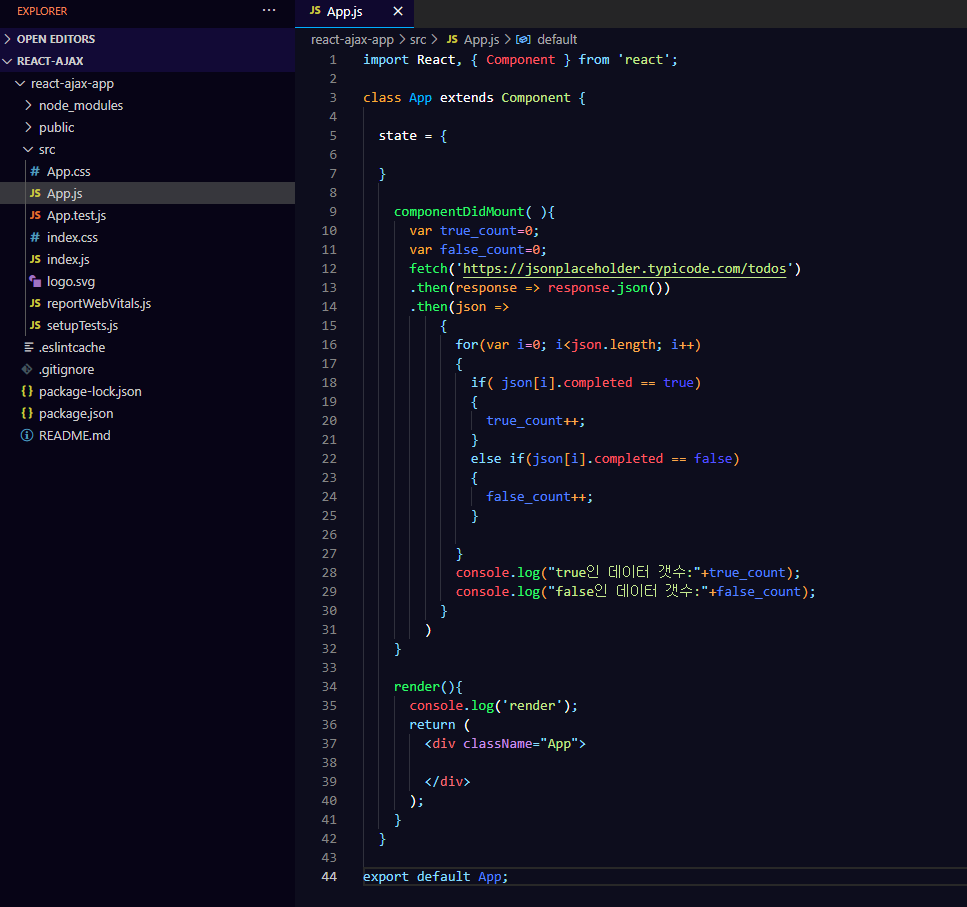 EXPLORER
···
OPEN EDITORS
REACT-AJAX
react-ajax-app
node_modules
public
src
# App.css
JS App.js
JS App.test.js
# index.css
JS index.js
logo.svg
JS reportWebVitals.js
JS setupTests.js
.eslintcache
.gitignore
{} package-lock.json
{} package.json
README.md
JS App.js ×
react-ajax-app > src > JS App.js > default
1 import React, { Component } from 'react';
2
3 class App extends Component {
4
5   state = {
6
7   }
8
9     componentDidMount( ){
10       var true_count=0;
11       var false_count=0;
12       fetch('https://jsonplaceholder.typicode.com/todos')
13       .then(response => response.json())
14       .then(json =>
15           {
16             for(var i=0; i<json.length; i++)
17             {
18               if( json[i].completed == true)
19               {
20                 true_count++;
21               }
22               else if(json[i].completed == false)
23               {
24                 false_count++;
25               }
26
27             }
28             console.log("true인 데이터 갯수:"+true_count);
29             console.log("false인 데이터 갯수:"+false_count);
30           }
31         )
32     }
33
34     render(){
35       console.log('render');
36       return (
37         <div className="App">
38
39         </div>
40       );
41     }
42   }
43
44 export default App;